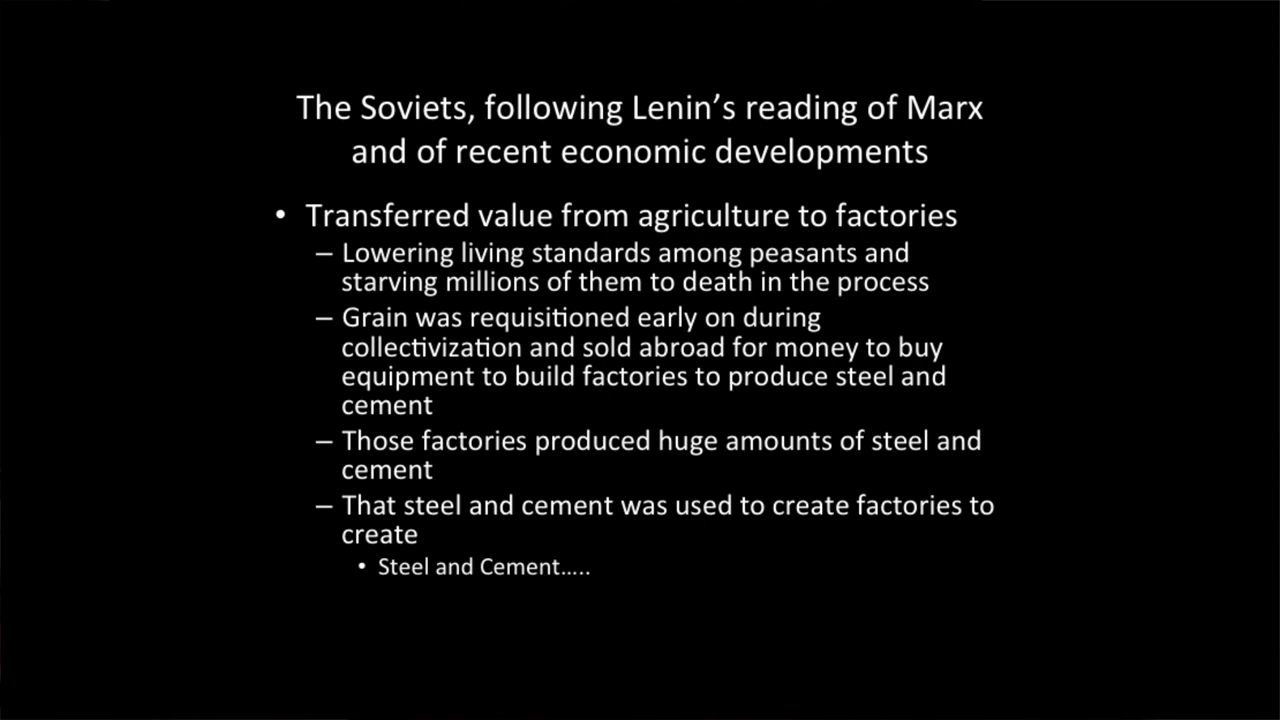 The Soviets, following Lenin’s reading of Marx
and of recent economic developments
• Transferred value from agriculture to factories
– Lowering living standards among peasants and
starving millions of them to death in the process
– Grain was requisitioned early on during
collectivization and sold abroad for money to buy
equipment to build factories to produce steel and
cement
– Those factories produced huge amounts of steel and
cement
– That steel and cement was used to create factories to
create
• Steel and Cement…..